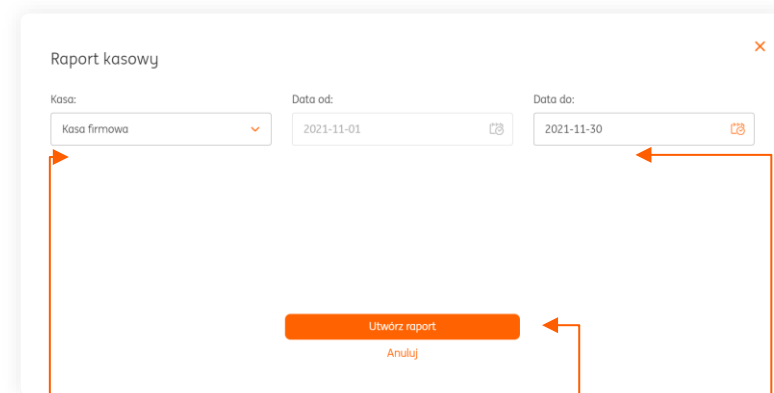 Raport kasowy
Kasa: Data od: Data do:
Kasa firmowa 2021-11-01 2021-11-30
Utwórz raport
Anuluj